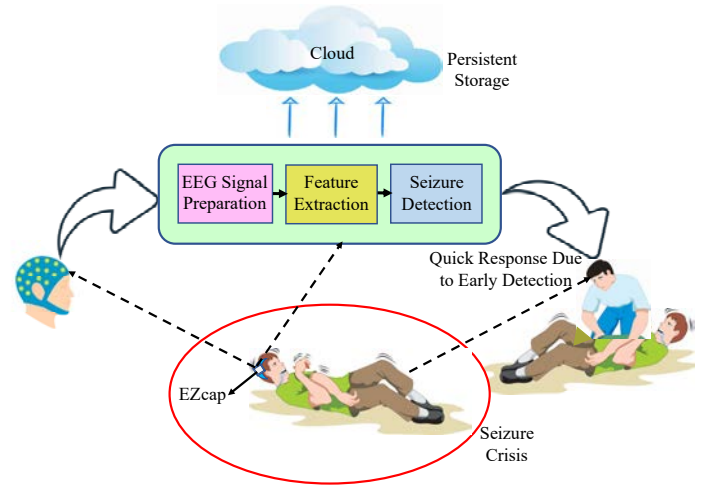 Cloud
Persistent
Storage
EEG Signal
Preparation
Feature
Extraction
Seizure
Detection
Quick Response Due
to Early Detection
EZcap
Seizure
Crisis